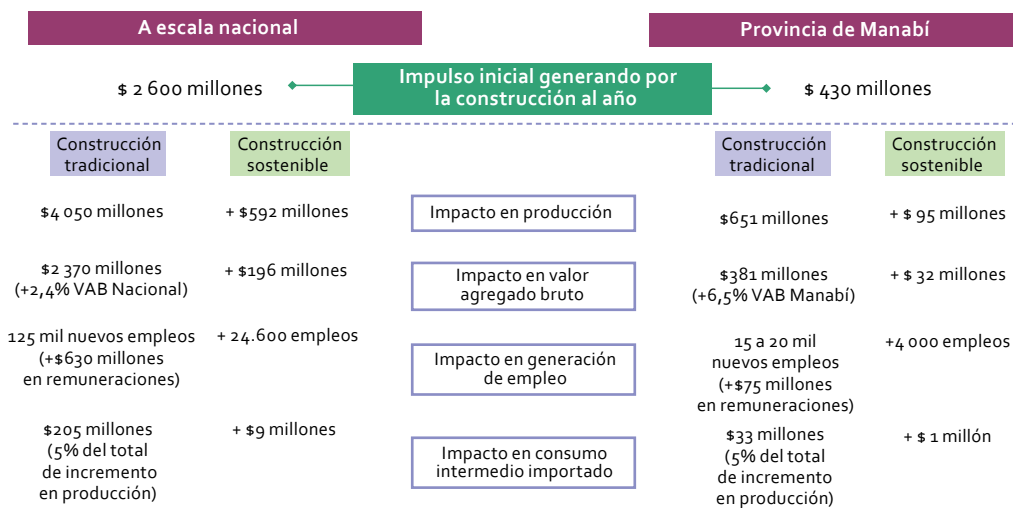 A escala nacional
Provincia de Manabí
$ 2 600 millones
Impulso inicial generando por
la construcción al año
$ 430 millones
Construcción
tradicional
Construcción
sostenible
Construcción
tradicional
Construcción
sostenible
$4 050 millones
+ $592 millones
Impacto en producción
$651 millones
+ $ 95 millones
$2 370 millones
(+2,4% VAB Nacional)
+ $196 millones
Impacto en valor
agregado bruto
$381 millones
(+6,5% VAB Manabí)
+ $ 32 millones
125 mil nuevos empleos
(+$630 millones
en remuneraciones)
+ 24.600 empleos
Impacto en generación
de empleo
15 a 20 mil
nuevos empleos
(+$75 millones
en remuneraciones)
+4 000 empleos
$205 millones
(5% del total
de incremento
en producción)
+ $9 millones
Impacto en consumo
intermedio importado
$33 millones
(5% del total
de incremento
en producción)
+ $ 1 millón